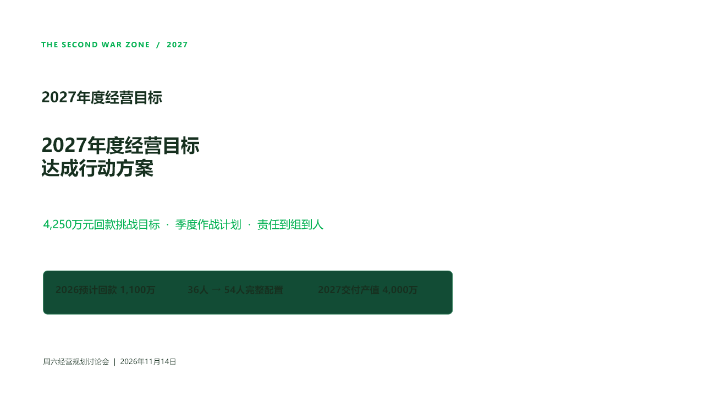 THE SECOND WAR ZONE / 2027
2027年度经营目标
2027年度经营目标
达成行动方案
4,250万元回款挑战目标 · 季度作战计划 · 责任到组到人
2026预计回款 1,100万 36人 → 54人完整配置 2027交付产值 4,000万
周六经营规划讨论会 | 2026年11月14日